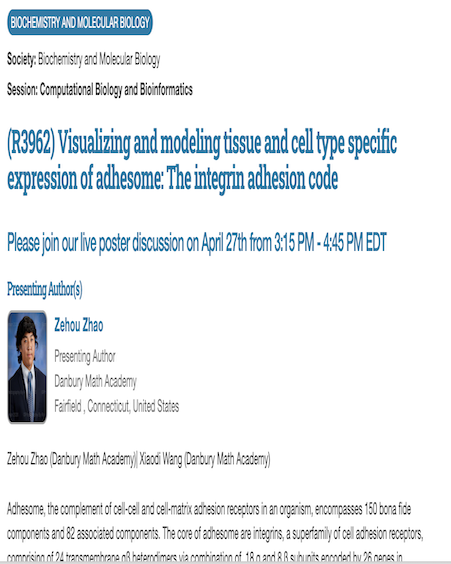 BIOCHEMISTRY AND MOLECULAR BIOLOGY
Society: Biochemistry and Molecular Biology
Session: Computational Biology and Bioinformatics
(R3962) Visualizing and modeling tissue and cell type specific
expression of adhesome: The integrin adhesion code
Please join our live poster discussion on April 27th from 3:15 PM - 4:45 PM EDT
Presenting Author(s)
Zehou Zhao
Presenting Author
Danbury Math Academy
Fairfield , Connecticut, United States
Zehou Zhao (Danbury Math Academy)| Xiaodi Wang (Danbury Math Academy)
Adhesome, the complement of cell-cell and cell-matrix adhesion receptors in an organism, encompasses 150 bona fide
components and 82 associated components. The core of adhesome are integrins, a superfamily of cell adhesion receptors,
comprising of 24 transmembrane αβ heterodimers via combination of 18 α and 8 β subunits encoded by 26 genes in